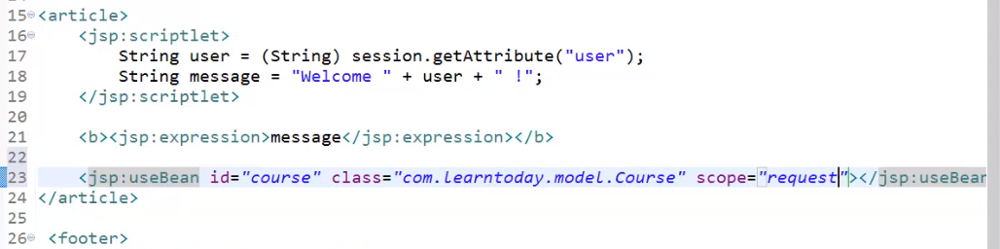 15 <article>
16 <jsp:scriptlet>
17 String user = (String) session.getAttribute("user");
18 String message = "Welcome " + user + " !";
19 </jsp:scriptlet>
20
21 <b><jsp:expression>message</jsp:expression></b>
22
23 <jsp:useBean id="course" class="com.learntoday.model.Course" scope="request"></jsp:useBean
24 </article>
25
26 <footer>